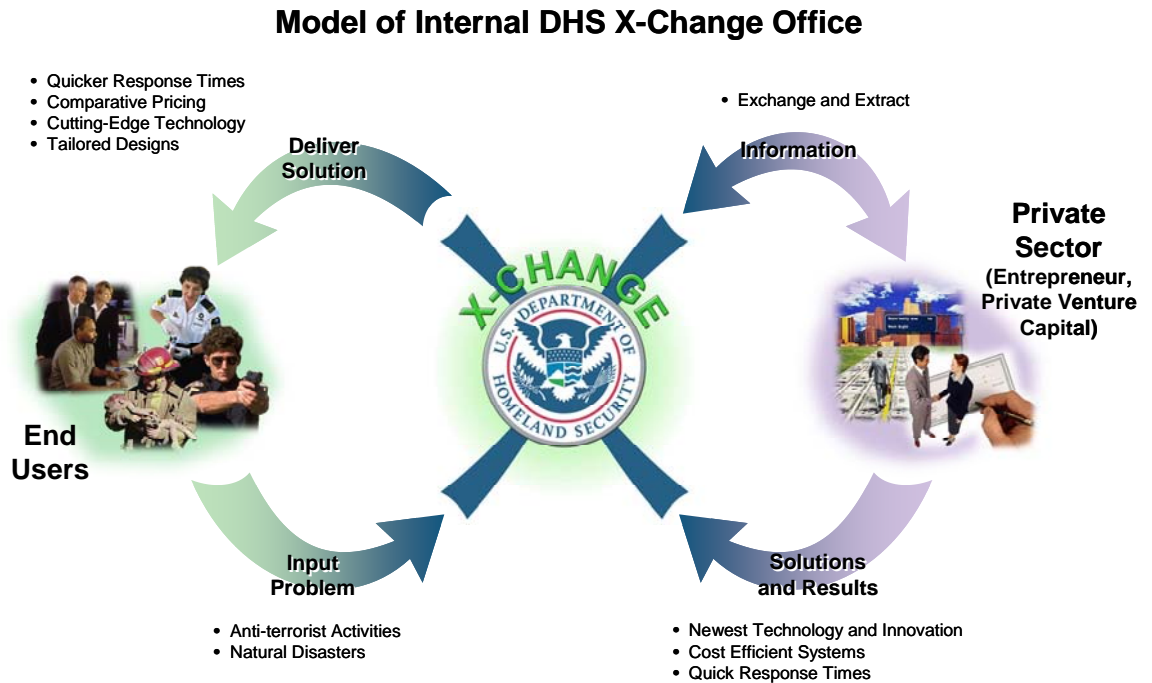 Model of Internal DHS X-Change Office
• Quicker Response Times
• Comparative Pricing
• Cutting-Edge Technology
• Tailored Designs
Deliver
Solution
• Exchange and Extract
Information
Private
Sector
(Entrepreneur,
Private Venture
Capital)
X-CHANGE
U.S. DEPARTMENT OF
HOMELAND SECURITY
End
Users
Input
Problem
• Anti-terrorist Activities
• Natural Disasters
Solutions
and Results
• Newest Technology and Innovation
• Cost Efficient Systems
• Quick Response Times